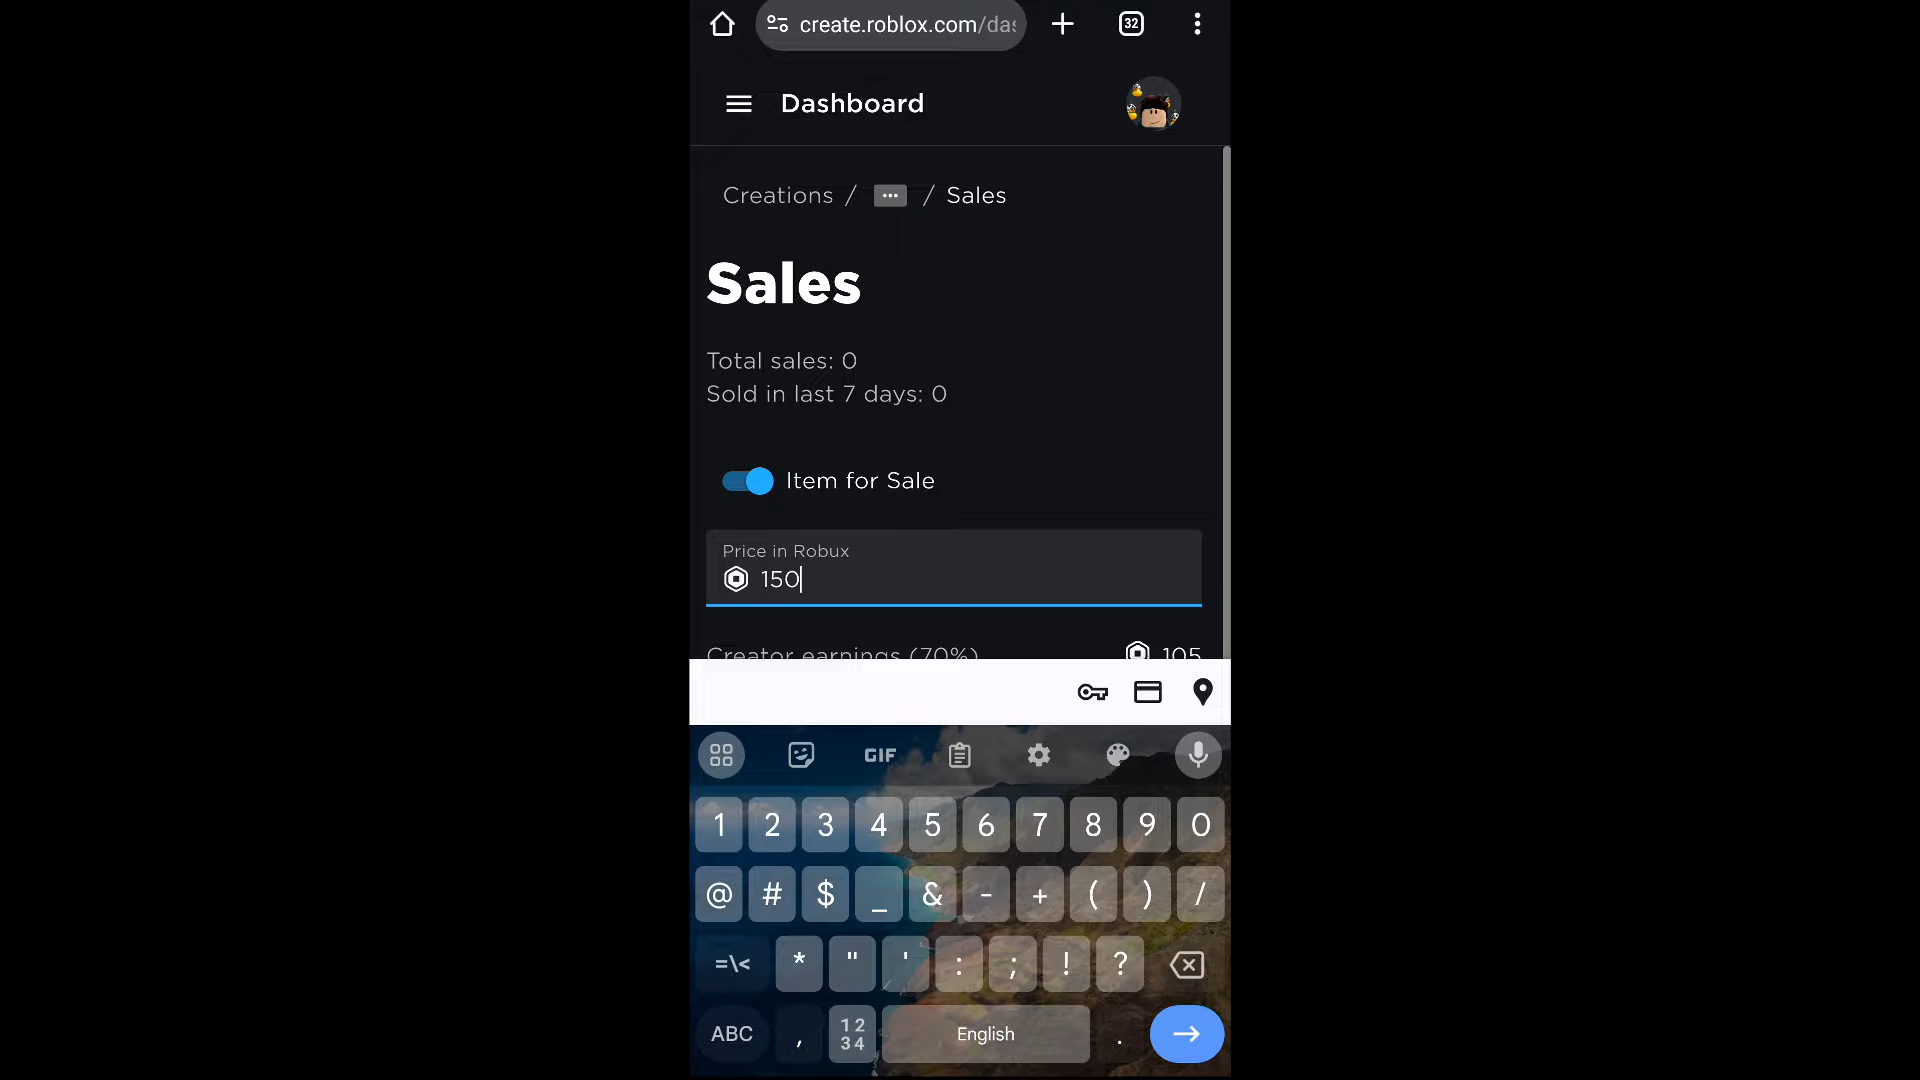 create.roblox.com/das
32
Dashboard
Creations / ... / Sales
Sales
Total sales: 0
Sold in last 7 days: 0
Item for Sale
Price in Robux
150
Creator earnings (70%) 105
GIF
1 2 3 4 5 6 7 8 9 0
@ # $ _ & - + ( ) /
=\< * " ' : ; ! ?
ABC , 12 34 English .